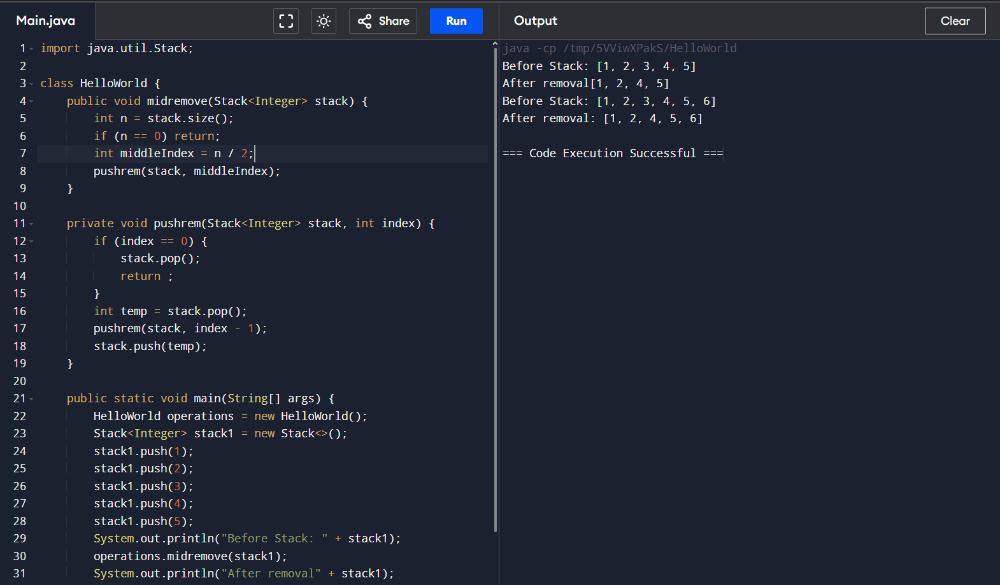 Main.java
Share
Run
Output
Clear
1 import java.util.Stack;
2
3 class HelloWorld {
4     public void midremove(Stack<Integer> stack) {
5         int n = stack.size();
6         if (n == 0) return;
7         int middleIndex = n / 2;
8         pushrem(stack, middleIndex);
9     }
10
11     private void pushrem(Stack<Integer> stack, int index) {
12         if (index == 0) {
13             stack.pop();
14             return ;
15         }
16         int temp = stack.pop();
17         pushrem(stack, index - 1);
18         stack.push(temp);
19     }
20
21     public static void main(String[] args) {
22         HelloWorld operations = new HelloWorld();
23         Stack<Integer> stack1 = new Stack<>();
24         stack1.push(1);
25         stack1.push(2);
26         stack1.push(3);
27         stack1.push(4);
28         stack1.push(5);
29         System.out.println("Before Stack: " + stack1);
30         operations.midremove(stack1);
31         System.out.println("After removal" + stack1);
java -cp /tmp/5VViwXPakS/HelloWorld
Before Stack: [1, 2, 3, 4, 5]
After removal[1, 2, 4, 5]
Before Stack: [1, 2, 3, 4, 5, 6]
After removal: [1, 2, 4, 5, 6]
=== Code Execution Successful ===